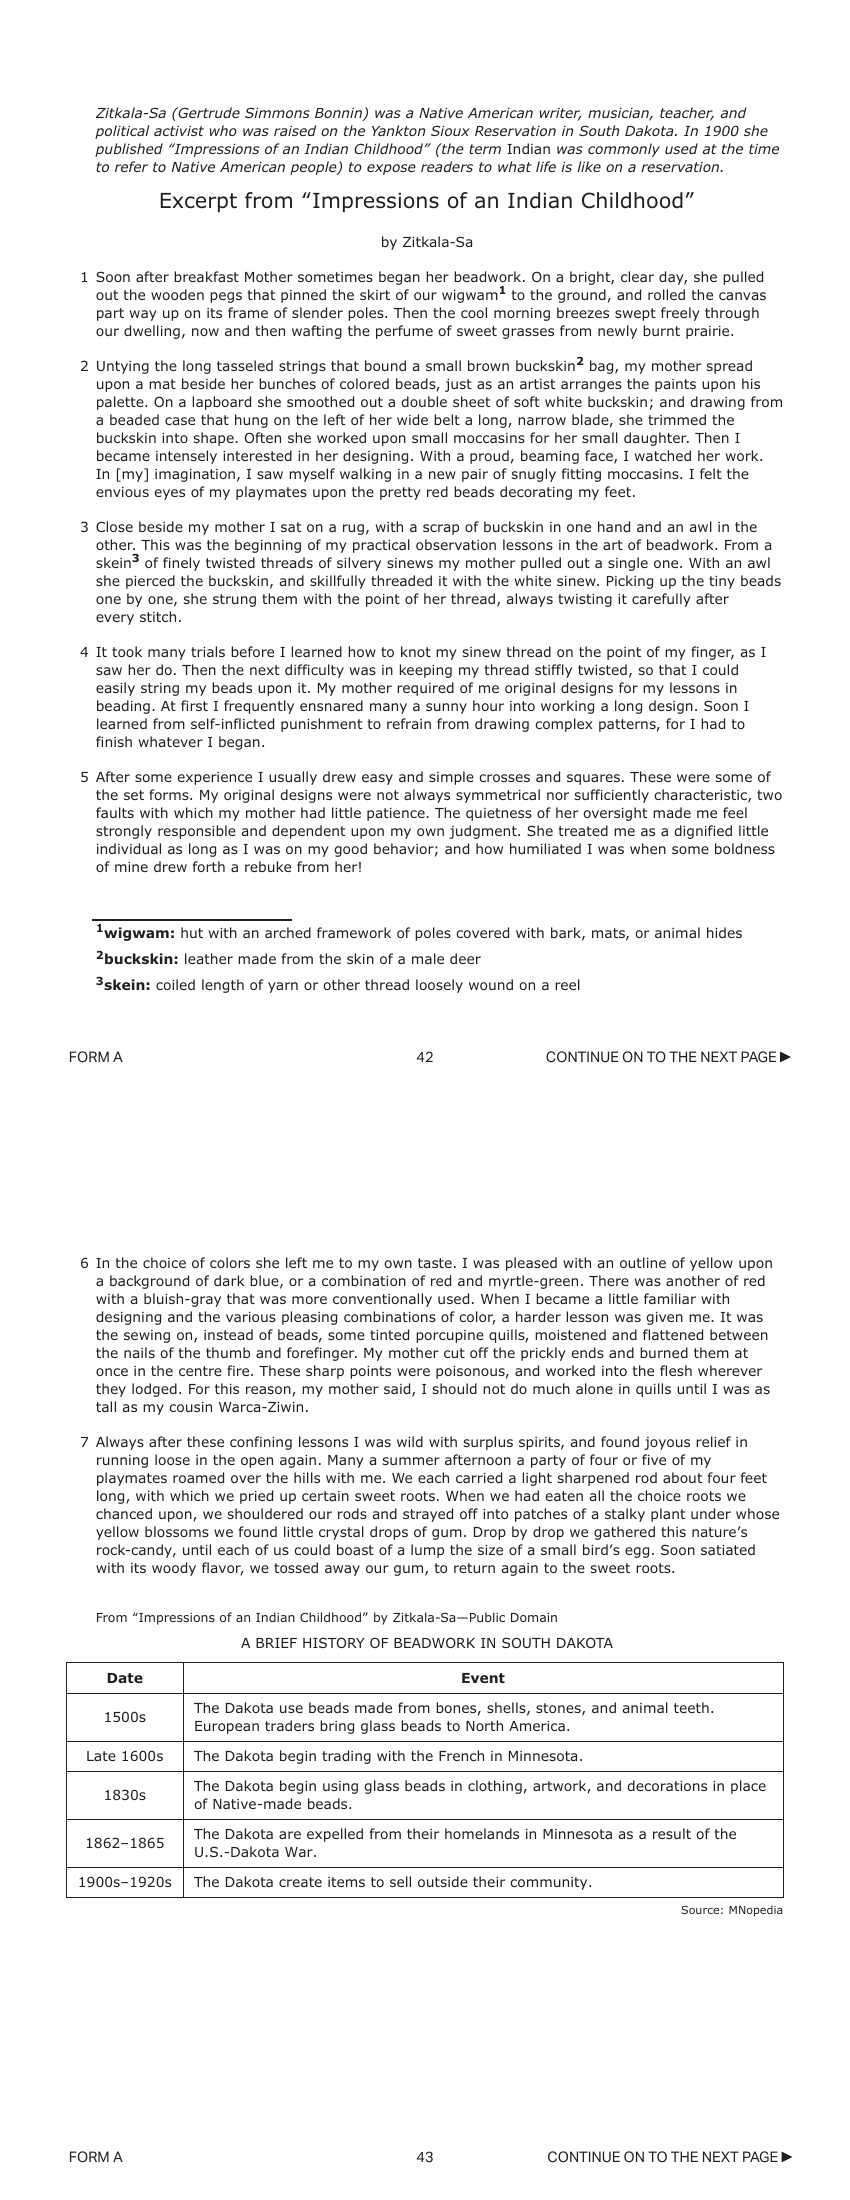 Zitkala-Sa (Gertrude Simmons Bonnin) was a Native American writer, musician, teacher, and
political activist who was raised on the Yankton Sioux Reservation in South Dakota. In 1900 she
published “Impressions of an Indian Childhood” (the term Indian was commonly used at the time
to refer to Native American people) to expose readers to what life is like on a reservation.
Excerpt from “Impressions of an Indian Childhood”
by Zitkala-Sa
1 Soon after breakfast Mother sometimes began her beadwork. On a bright, clear day, she pulled
out the wooden pegs that pinned the skirt of our wigwam1 to the ground, and rolled the canvas
part way up on its frame of slender poles. Then the cool morning breezes swept freely through
our dwelling, now and then wafting the perfume of sweet grasses from newly burnt prairie.
2 Untying the long tasseled strings that bound a small brown buckskin2 bag, my mother spread
upon a mat beside her bunches of colored beads, just as an artist arranges the paints upon his
palette. On a lapboard she smoothed out a double sheet of soft white buckskin; and drawing from
a beaded case that hung on the left of her wide belt a long, narrow blade, she trimmed the
buckskin into shape. Often she worked upon small moccasins for her small daughter. Then I
became intensely interested in her designing. With a proud, beaming face, I watched her work.
In [my] imagination, I saw myself walking in a new pair of snugly fitting moccasins. I felt the
envious eyes of my playmates upon the pretty red beads decorating my feet.
3 Close beside my mother I sat on a rug, with a scrap of buckskin in one hand and an awl in the
other. This was the beginning of my practical observation lessons in the art of beadwork. From a
skein3 of finely twisted threads of silvery sinews my mother pulled out a single one. With an awl
she pierced the buckskin, and skillfully threaded it with the white sinew. Picking up the tiny beads
one by one, she strung them with the point of her thread, always twisting it carefully after
every stitch.
4 It took many trials before I learned how to knot my sinew thread on the point of my finger, as I
saw her do. Then the next difficulty was in keeping my thread stiffly twisted, so that I could
easily string my beads upon it. My mother required of me original designs for my lessons in
beading. At first I frequently ensnared many a sunny hour into working a long design. Soon I
learned from self-inflicted punishment to refrain from drawing complex patterns, for I had to
finish whatever I began.
5 After some experience I usually drew easy and simple crosses and squares. These were some of
the set forms. My original designs were not always symmetrical nor sufficiently characteristic, two
faults with which my mother had little patience. The quietness of her oversight made me feel
strongly responsible and dependent upon my own judgment. She treated me as a dignified little
individual as long as I was on my good behavior; and how humiliated I was when some boldness
of mine drew forth a rebuke from her!
1wigwam: hut with an arched framework of poles covered with bark, mats, or animal hides
2buckskin: leather made from the skin of a male deer
3skein: coiled length of yarn or other thread loosely wound on a reel
FORM A 42 CONTINUE ON TO THE NEXT PAGE ▶
6 In the choice of colors she left me to my own taste. I was pleased with an outline of yellow upon
a background of dark blue, or a combination of red and myrtle-green. There was another of red
with a bluish-gray that was more conventionally used. When I became a little familiar with
designing and the various pleasing combinations of color, a harder lesson was given me. It was
the sewing on, instead of beads, some tinted porcupine quills, moistened and flattened between
the nails of the thumb and forefinger. My mother cut off the prickly ends and burned them at
once in the centre fire. These sharp points were poisonous, and worked into the flesh wherever
they lodged. For this reason, my mother said, I should not do much alone in quills until I was as
tall as my cousin Warca-Ziwin.
7 Always after these confining lessons I was wild with surplus spirits, and found joyous relief in
running loose in the open again. Many a summer afternoon a party of four or five of my
playmates roamed over the hills with me. We each carried a light sharpened rod about four feet
long, with which we pried up certain sweet roots. When we had eaten all the choice roots we
chanced upon, we shouldered our rods and strayed off into patches of a stalky plant under whose
yellow blossoms we found little crystal drops of gum. Drop by drop we gathered this nature’s
rock-candy, until each of us could boast of a lump the size of a small bird’s egg. Soon satiated
with its woody flavor, we tossed away our gum, to return again to the sweet roots.
From “Impressions of an Indian Childhood” by Zitkala-Sa—Public Domain
A BRIEF HISTORY OF BEADWORK IN SOUTH DAKOTA
Date Event
1500s The Dakota use beads made from bones, shells, stones, and animal teeth.
European traders bring glass beads to North America.
Late 1600s The Dakota begin trading with the French in Minnesota.
1830s The Dakota begin using glass beads in clothing, artwork, and decorations in place
of Native-made beads.
1862–1865 The Dakota are expelled from their homelands in Minnesota as a result of the
U.S.-Dakota War.
1900s–1920s The Dakota create items to sell outside their community.
Source: MNopedia
FORM A 43 CONTINUE ON TO THE NEXT PAGE ▶